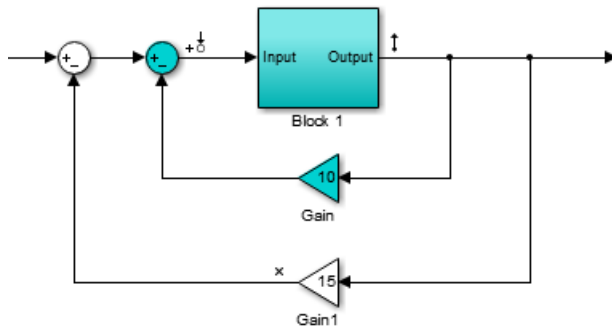 +
−
+
−
+
Input
Output
Block 1
10
Gain
×
15
Gain1